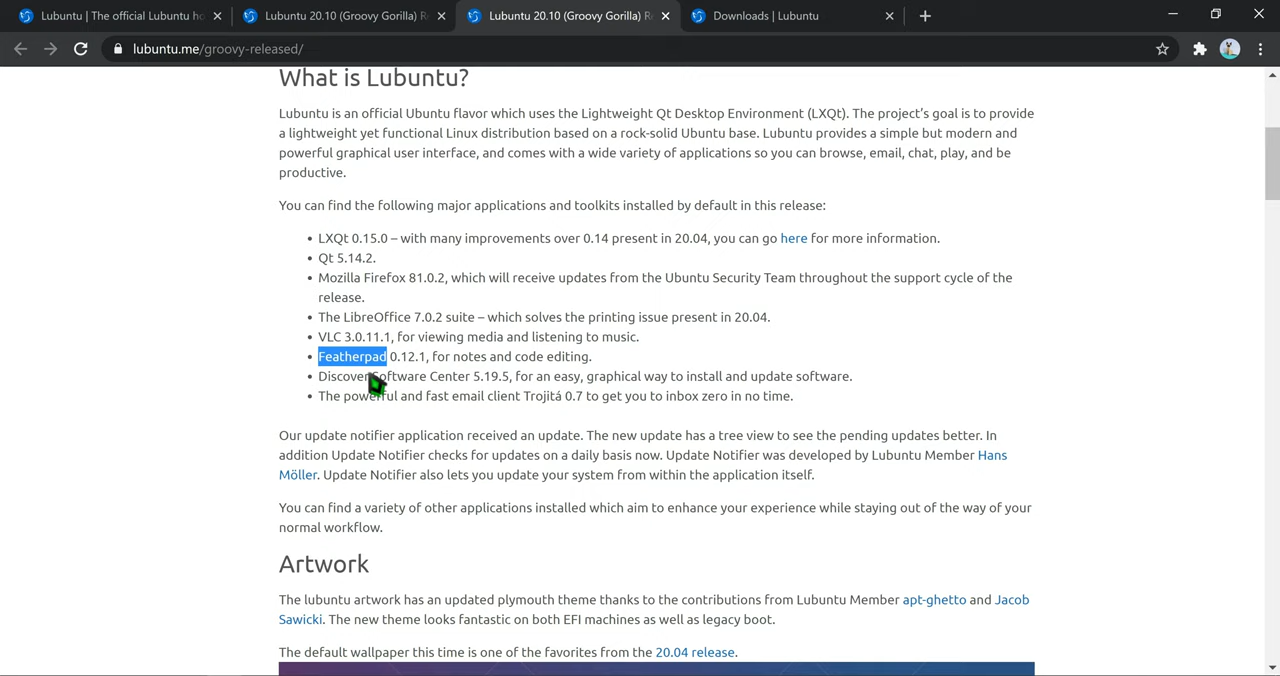 Lubuntu | The official Lubuntu ho
Lubuntu 20.10 (Groovy Gorilla) R
Lubuntu 20.10 (Groovy Gorilla) Re
Downloads | Lubuntu
lubuntu.me/groovy-released/
What is Lubuntu?
Lubuntu is an official Ubuntu flavor which uses the Lightweight Qt Desktop Environment (LXQt). The project's goal is to provide
a lightweight yet functional Linux distribution based on a rock-solid Ubuntu base. Lubuntu provides a simple but modern and
powerful graphical user interface, and comes with a wide variety of applications so you can browse, email, chat, play, and be
productive.
You can find the following major applications and toolkits installed by default in this release:
• LXQt 0.15.0 – with many improvements over 0.14 present in 20.04, you can go here for more information.
• Qt 5.14.2.
• Mozilla Firefox 81.0.2, which will receive updates from the Ubuntu Security Team throughout the support cycle of the
release.
• The LibreOffice 7.0.2 suite – which solves the printing issue present in 20.04.
• VLC 3.0.11.1, for viewing media and listening to music.
• Featherpad 0.12.1, for notes and code editing.
• Discover Software Center 5.19.5, for an easy, graphical way to install and update software.
• The powerful and fast email client Trojitá 0.7 to get you to inbox zero in no time.
Our update notifier application received an update. The new update has a tree view to see the pending updates better. In
addition Update Notifier checks for updates on a daily basis now. Update Notifier was developed by Lubuntu Member Hans
Möller. Update Notifier also lets you update your system from within the application itself.
You can find a variety of other applications installed which aim to enhance your experience while staying out of the way of your
normal workflow.
Artwork
The lubuntu artwork has an updated plymouth theme thanks to the contributions from Lubuntu Member apt-ghetto and Jacob
Sawicki. The new theme looks fantastic on both EFI machines as well as legacy boot.
The default wallpaper this time is one of the favorites from the 20.04 release.